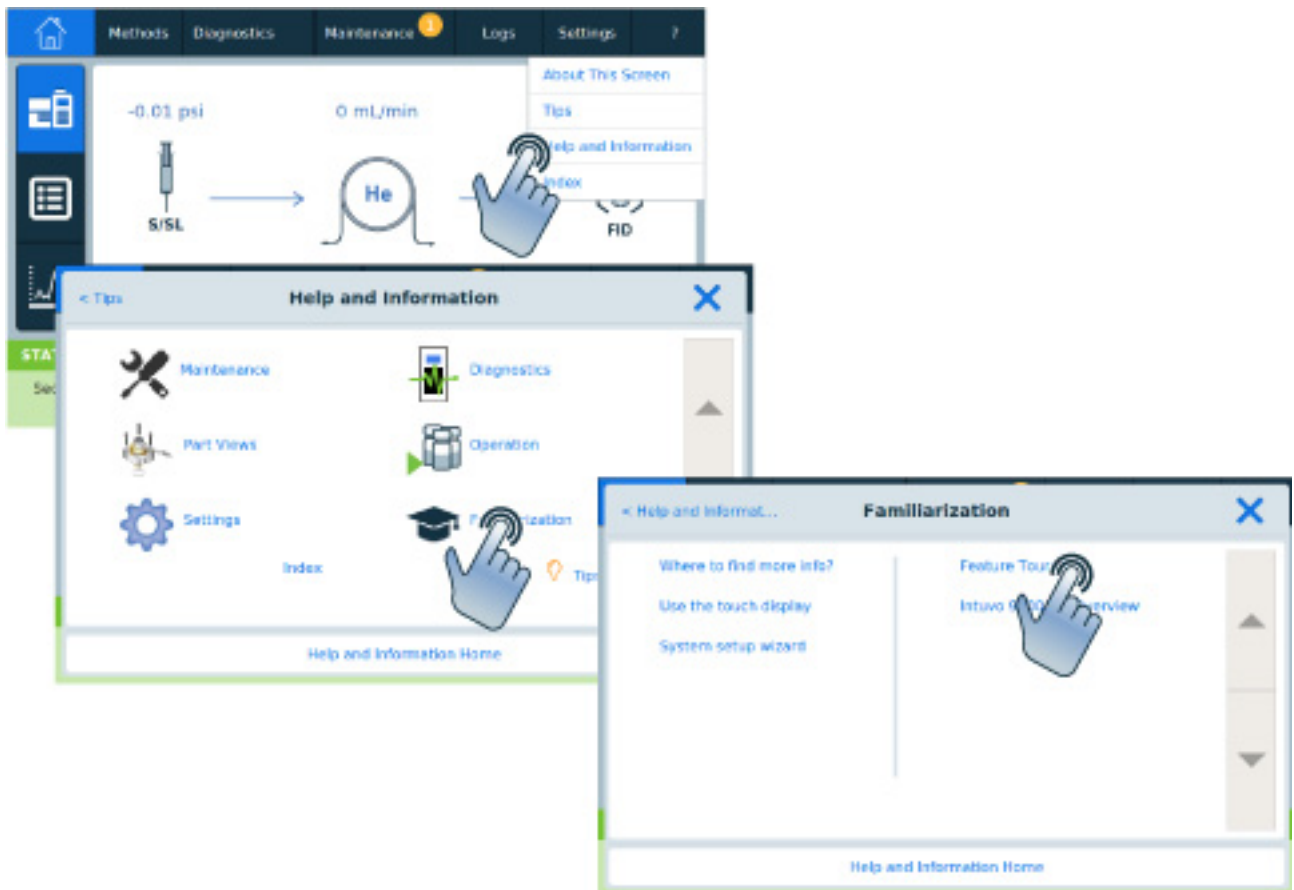 Methods Diagnostics Maintenance 1 Logs Settings ?
About This Screen
-0.01 psi 0 mL/min Tips
Help and Information
He Index
S/SL FID
< Tips Help and Information X
Maintenance Diagnostics
Part Views Operation
Settings
Index Tips
Help and Information Home
< Help and Informat... Familiarization X
Where to find more info? Feature Tour
Use the touch display Intuvo
System setup wizard
Help and Information Home